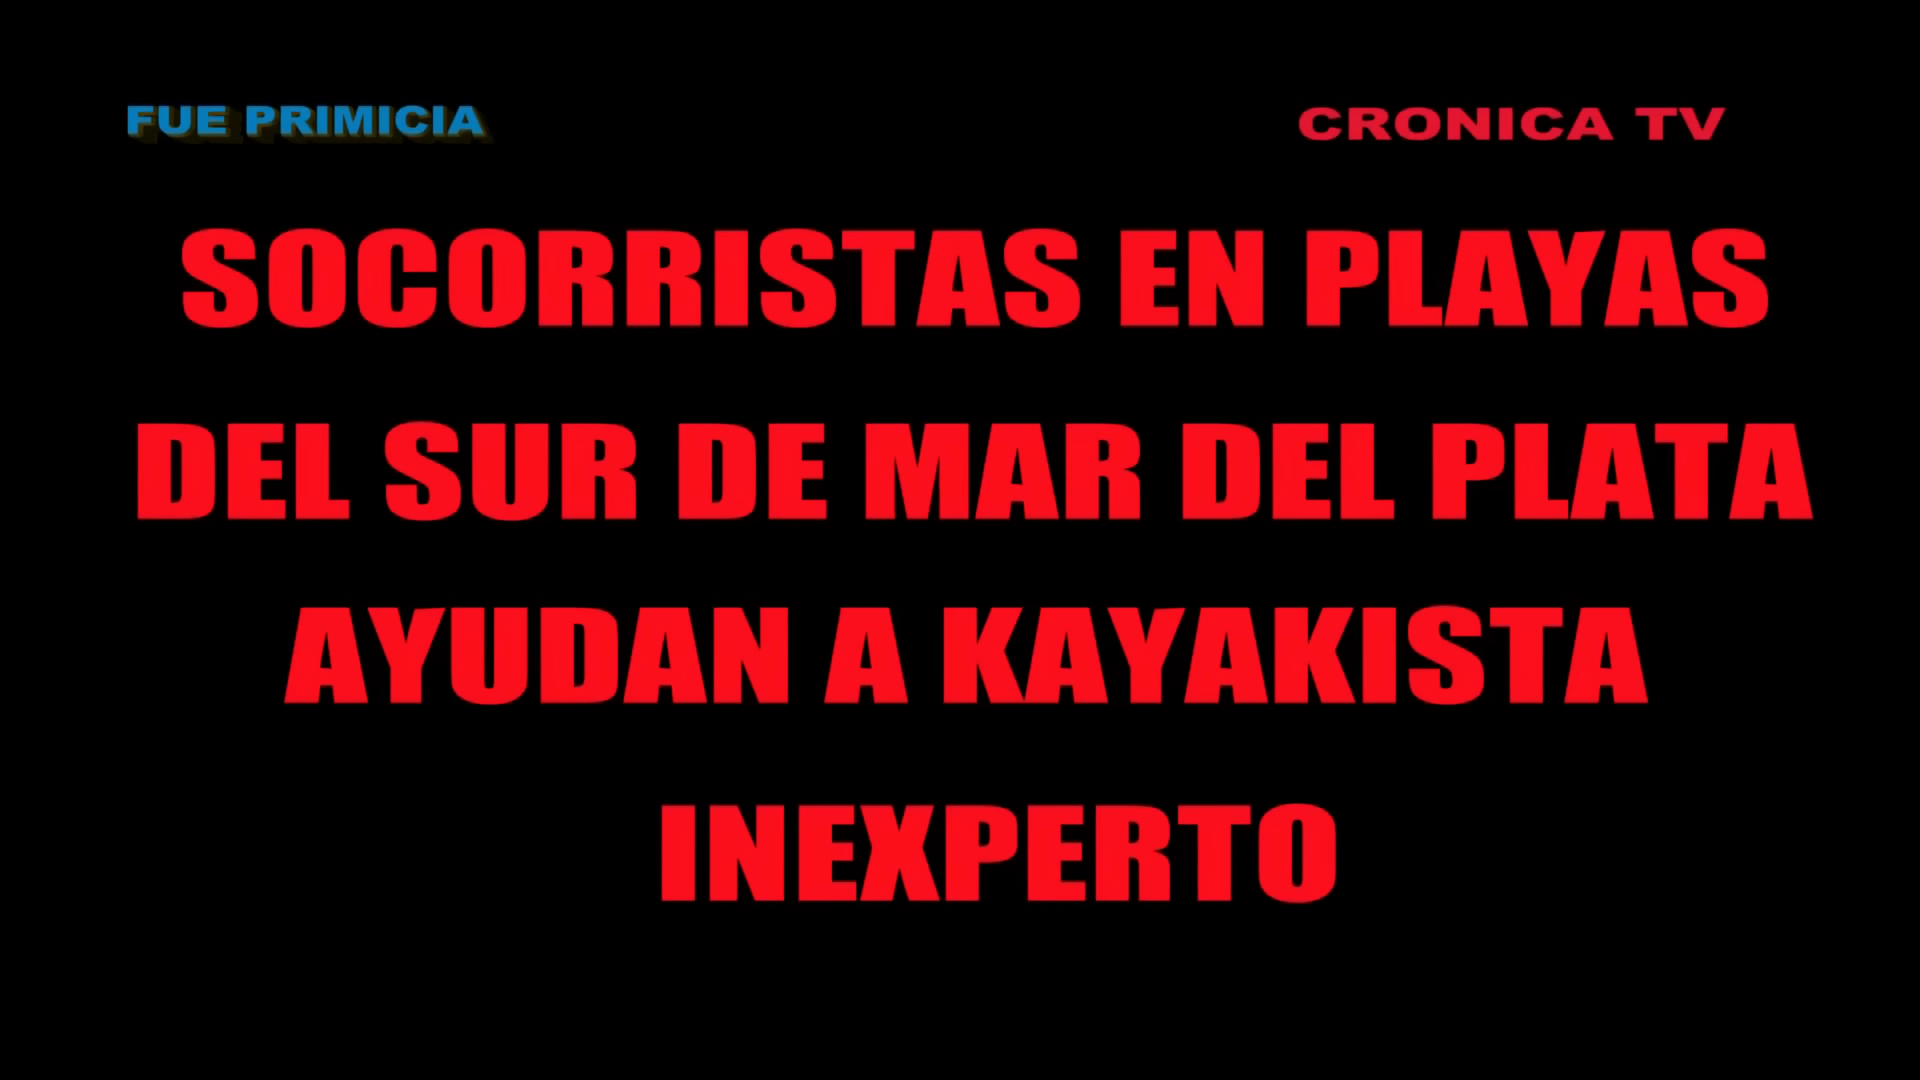 FUE PRIMICIA
CRONICA TV
SOCORRISTAS EN PLAYAS
DEL SUR DE MAR DEL PLATA
AYUDAN A KAYAKISTA
INEXPERTO